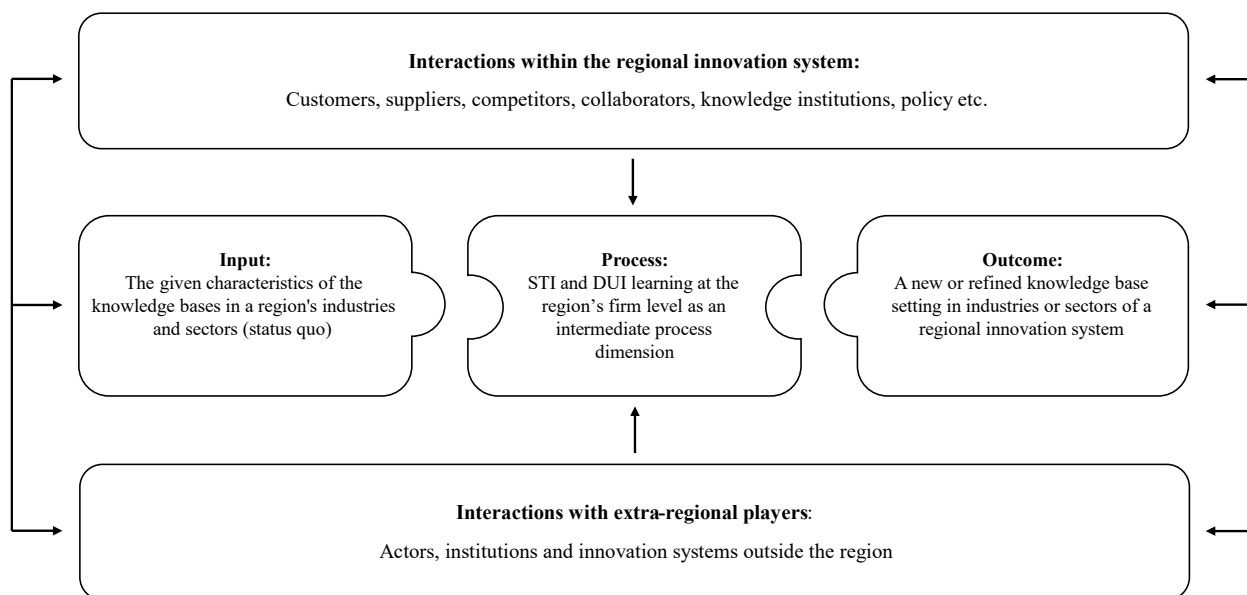 Interactions within the regional innovation system:
Customers, suppliers, competitors, collaborators, knowledge institutions, policy etc.
Input:
The given characteristics of the
knowledge bases in a region's industries
and sectors (status quo)
Process:
STI and DUI learning at the
region’s firm level as an
intermediate process
dimension
Outcome:
A new or refined knowledge base
setting in industries or sectors of a
regional innovation system
Interactions with extra-regional players:
Actors, institutions and innovation systems outside the region